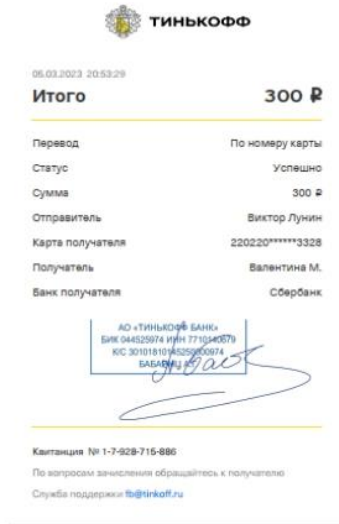 ТИНЬКОФФ
05.03.2023 20:53:29
Итого 300 ₽
Перевод По номеру карты
Статус Успешно
Сумма 300 ₽
Отправитель Виктор Лунин
Карта получателя 220220******3328
Получатель Валентина М.
Банк получателя Сбербанк
АО «ТИНЬКОФФ БАНК»
БИК 044525974 ИНН 7710140679
К/С 30101810145250000974
Квитанция № 1-7-928-715-886
По вопросам зачисления обращайтесь к получателю
Служба поддержки fb@tinkoff.ru